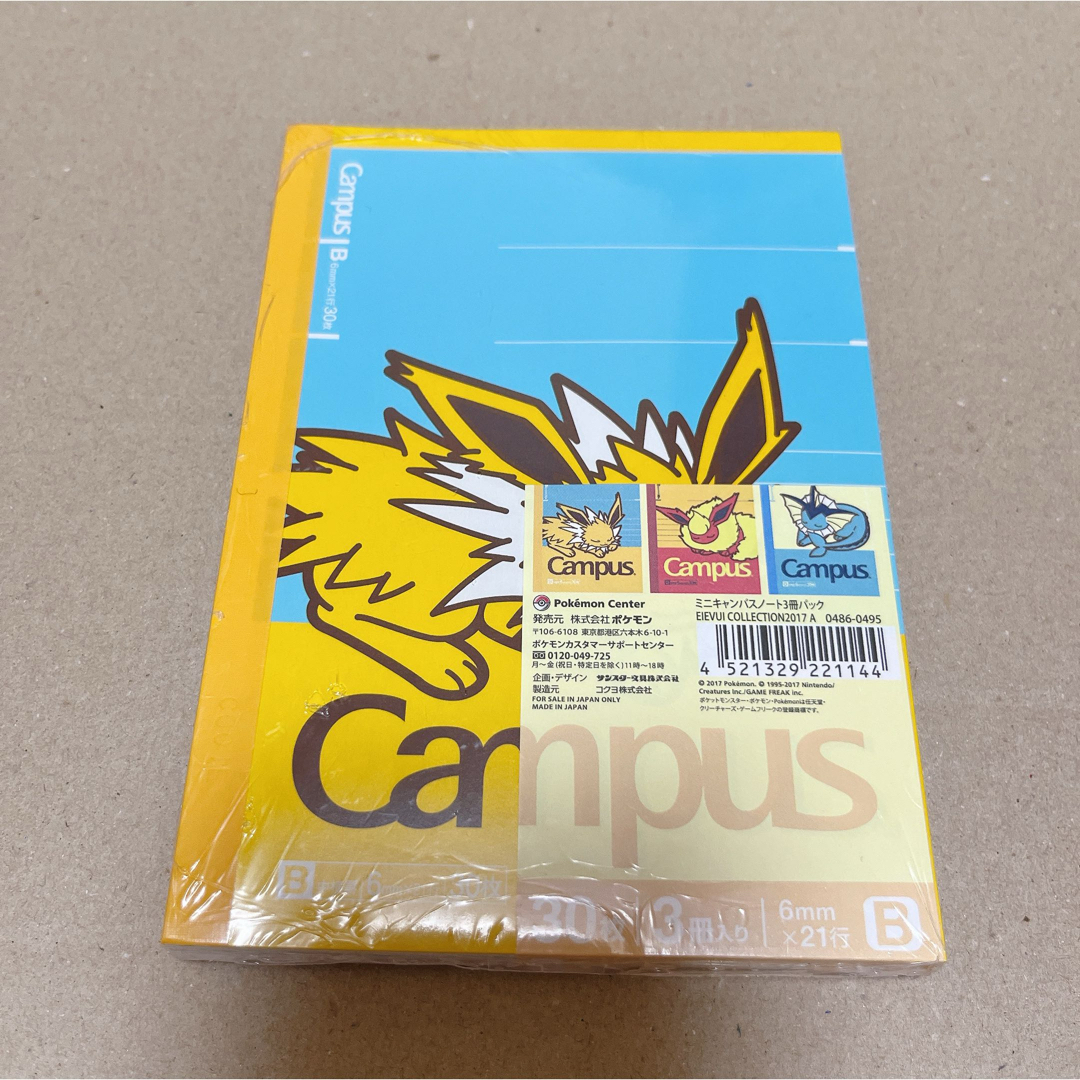 Campus B 6mm×21行 30枚
Campus
Campus
Campus
Pokémon Center
発売元 株式会社ポケモン
〒106-6108 東京都港区六本木6-10-1
ポケモンカスタマーサポートセンター
0120-049-725
月~金(祝日・特定日を除く)11時~18時
企画・デザイン サンスター文具株式会社
製造元 コクヨ株式会社
FOR SALE IN JAPAN ONLY
MADE IN JAPAN
ミニキャンパスノート3冊パック
EIEVUI COLLECTION2017 A 0486-0495
4 521329 221144
© 2017 Pokémon. © 1995-2017 Nintendo/
Creatures Inc./GAME FREAK inc.
ポケットモンスター・ポケモン・Pokémonは任天堂・
クリーチャーズ・ゲームフリークの登録商標です。
Campus
B 30枚
30枚 3冊入り 6mm
×21行 B